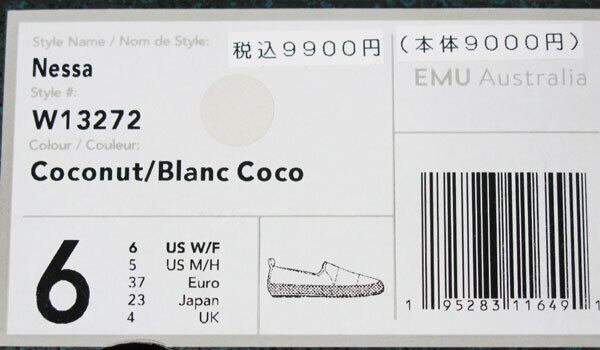 Style Name / Nom de Style:
税込9900円
(本体9000円)
Nessa
EMU Australia
Style #:
W13272
Colour / Couleur:
Coconut/Blanc Coco
6
6 US W/F
5 US M/H
37 Euro
23 Japan
4 UK
1 95283 11649 1